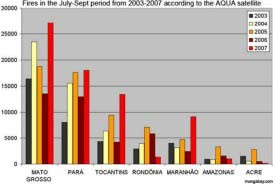 Fires in the July-Sept period from 2003-2007 according to the AQUA satellite
30000
25000
20000
15000
10000
5000
0
2003
2004
2005
2006
2007
MATO GROSSO
PARÁ
TOCANTINS
RONDÔNIA
MARANHÃO
AMAZONAS
ACRE
mongabay.com